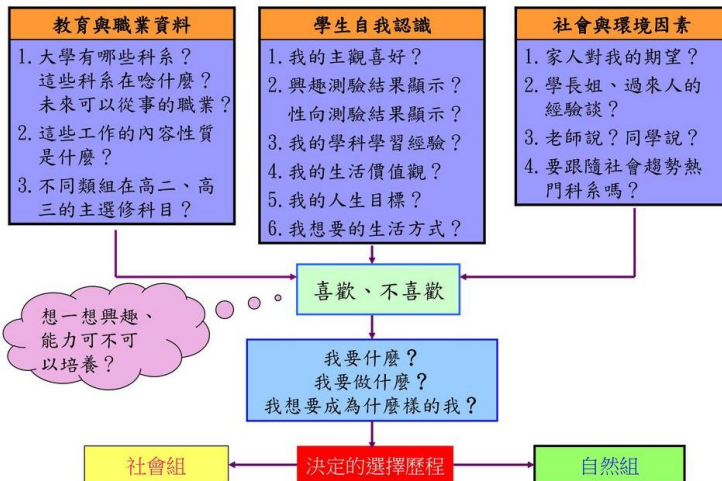 教育與職業資料
1. 大學有哪些科系？
這些科系在唸什麼？
未來可以從事的職業？
2. 這些工作的內容性質
是什麼？
3. 不同類組在高二、高
三的主選修科目？
學生自我認識
1. 我的主觀喜好？
2. 興趣測驗結果顯示？
性向測驗結果顯示？
3. 我的學科學習經驗？
4. 我的生活價值觀？
5. 我的人生目標？
6. 我想要的生活方式？
社會與環境因素
1. 家人對我的期望？
2. 學長姐、過來人的
經驗談？
3. 老師說？同學說？
4. 要跟隨社會趨勢熱
門科系嗎？
喜歡、不喜歡
想一想興趣、
能力可不可
以培養？
我要什麼？
我要做什麼？
我想要成為什麼樣的我？
社會組
決定的選擇歷程
自然組